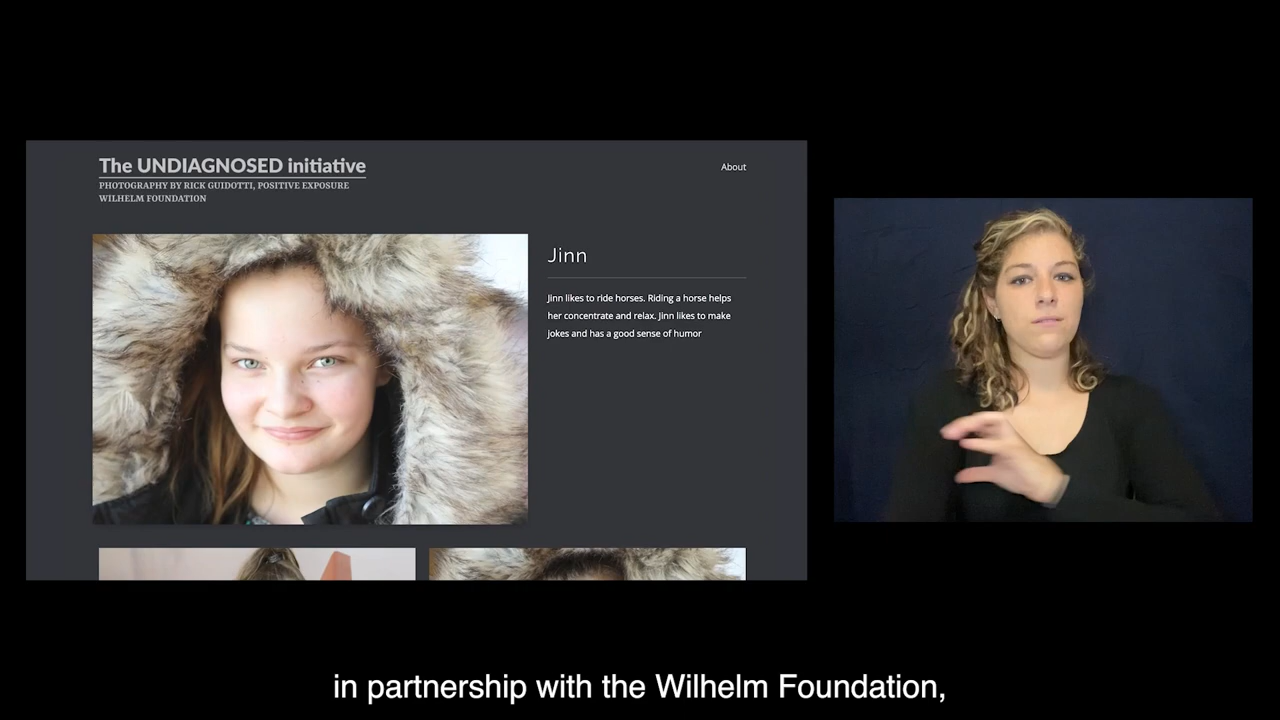 The UNDIAGNOSED initiative
PHOTOGRAPHY BY RICK GUIDOTTI, POSITIVE EXPOSURE
WILHELM FOUNDATION
About
Jinn
Jinn likes to ride horses. Riding a horse helps
her concentrate and relax. Jinn likes to make
jokes and has a good sense of humor
in partnership with the Wilhelm Foundation,